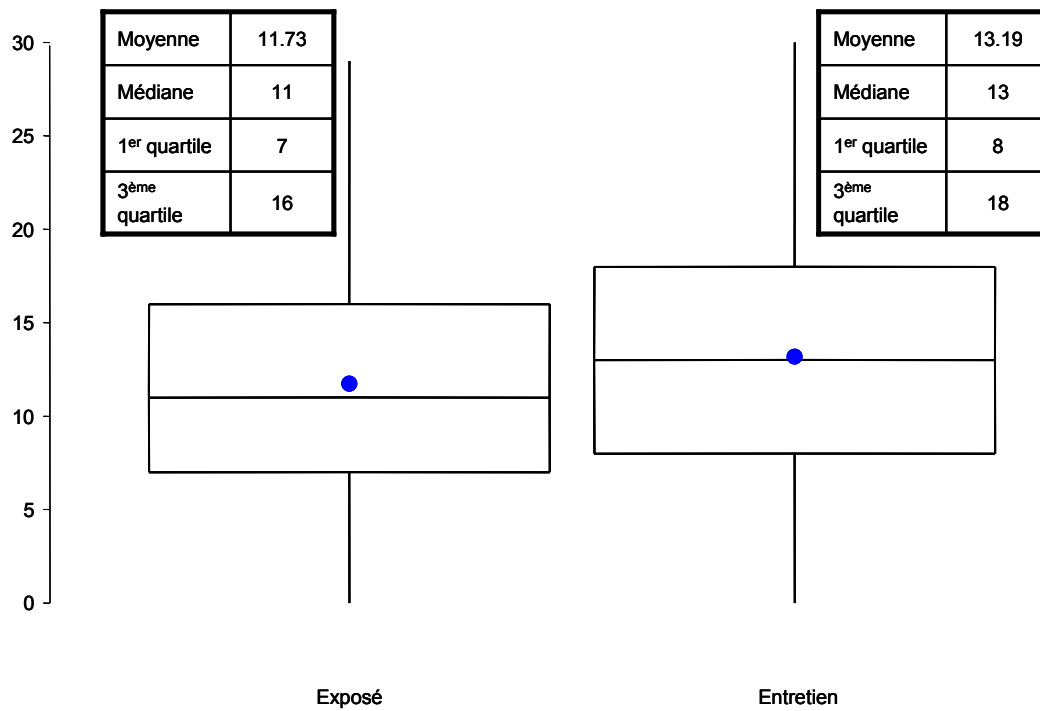 30
25
20
15
10
5
0
Moyenne 11.73
Médiane 11
1er quartile 7
3ème
quartile 16
Moyenne 13.19
Médiane 13
1er quartile 8
3ème
quartile 18
Exposé
Entretien